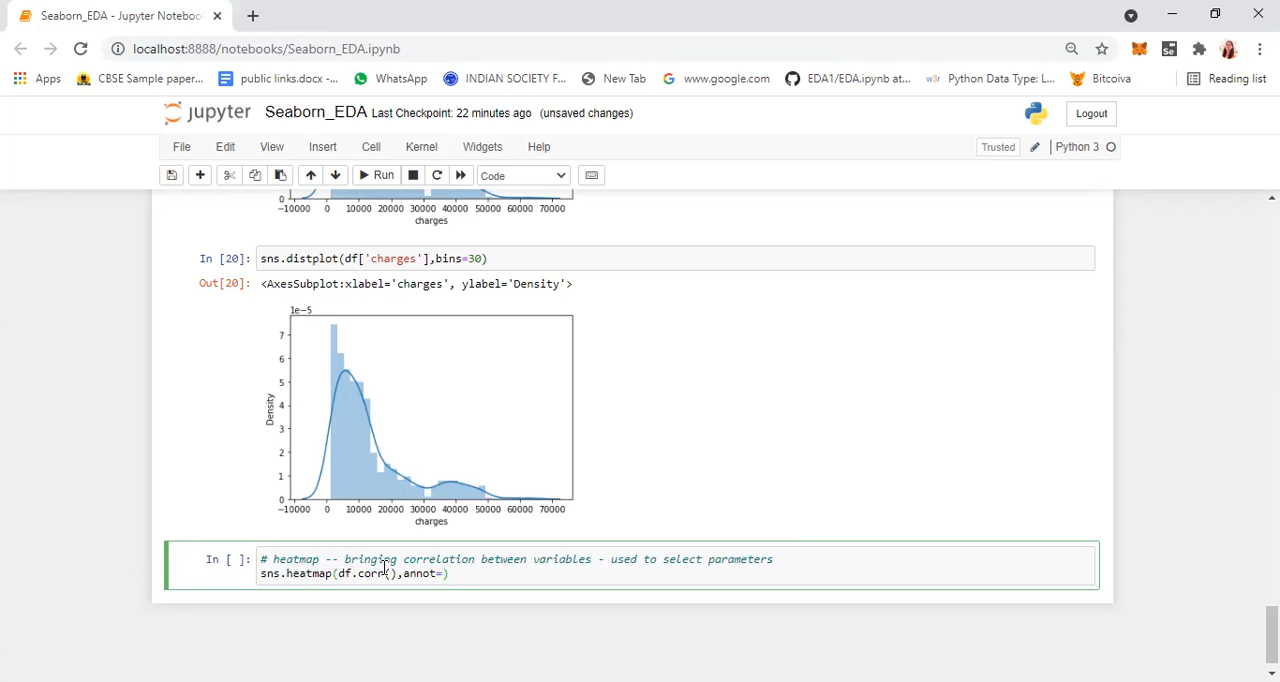 Seaborn_EDA - Jupyter Notebook
localhost:8888/notebooks/Seaborn_EDA.ipynb
Apps CBSE Sample paper... public links.docx -... WhatsApp INDIAN SOCIETY F... New Tab www.google.com EDA1/EDA.ipynb at... Python Data Type: L... Bitcoiva Reading list
jupyter Seaborn_EDA Last Checkpoint: 22 minutes ago (unsaved changes) Logout
File Edit View Insert Cell Kernel Widgets Help Trusted Python 3
Run Code
0
−10000 0 10000 20000 30000 40000 50000 60000 70000
charges
In [20]: sns.distplot(df['charges'],bins=30)
Out[20]: <AxesSubplot:xlabel='charges', ylabel='Density'>
1e−5
7
6
5
4
3
2
1
0
Density
−10000 0 10000 20000 30000 40000 50000 60000 70000
charges
In [ ]: # heatmap -- bringing correlation between variables - used to select parameters
sns.heatmap(df.corr(),annot=)